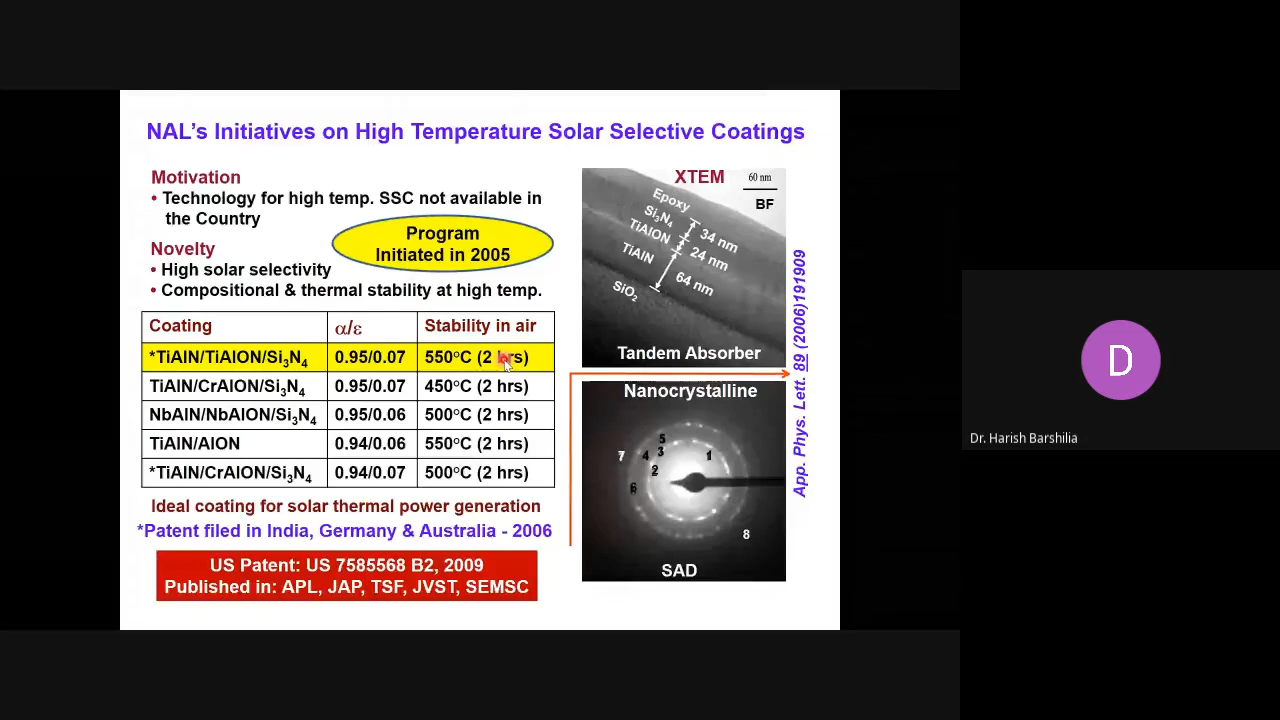 NAL's Initiatives on High Temperature Solar Selective Coatings
Motivation
• Technology for high temp. SSC not available in
the Country
Program
Initiated in 2005
Novelty
• High solar selectivity
• Compositional & thermal stability at high temp.
Coating α/ε Stability in air
*TiAlN/TiAlON/Si₃N₄ 0.95/0.07 550°C (2 hrs)
TiAlN/CrAlON/Si₃N₄ 0.95/0.07 450°C (2 hrs)
NbAlN/NbAlON/Si₃N₄ 0.95/0.06 500°C (2 hrs)
TiAlN/AlON 0.94/0.06 550°C (2 hrs)
*TiAlN/CrAlON/Si₃N₄ 0.94/0.07 500°C (2 hrs)
Ideal coating for solar thermal power generation
*Patent filed in India, Germany & Australia - 2006
US Patent: US 7585568 B2, 2009
Published in: APL, JAP, TSF, JVST, SEMSC
XTEM
60 nm
BF
Epoxy
Si₃N₄
34 nm
TiAlON
24 nm
TiAlN
64 nm
SiO₂
Tandem Absorber
Nanocrystalline
5
7
4
3
1
2
6
8
SAD
App. Phys. Lett. 89 (2006)191909
D
Dr. Harish Barshilia